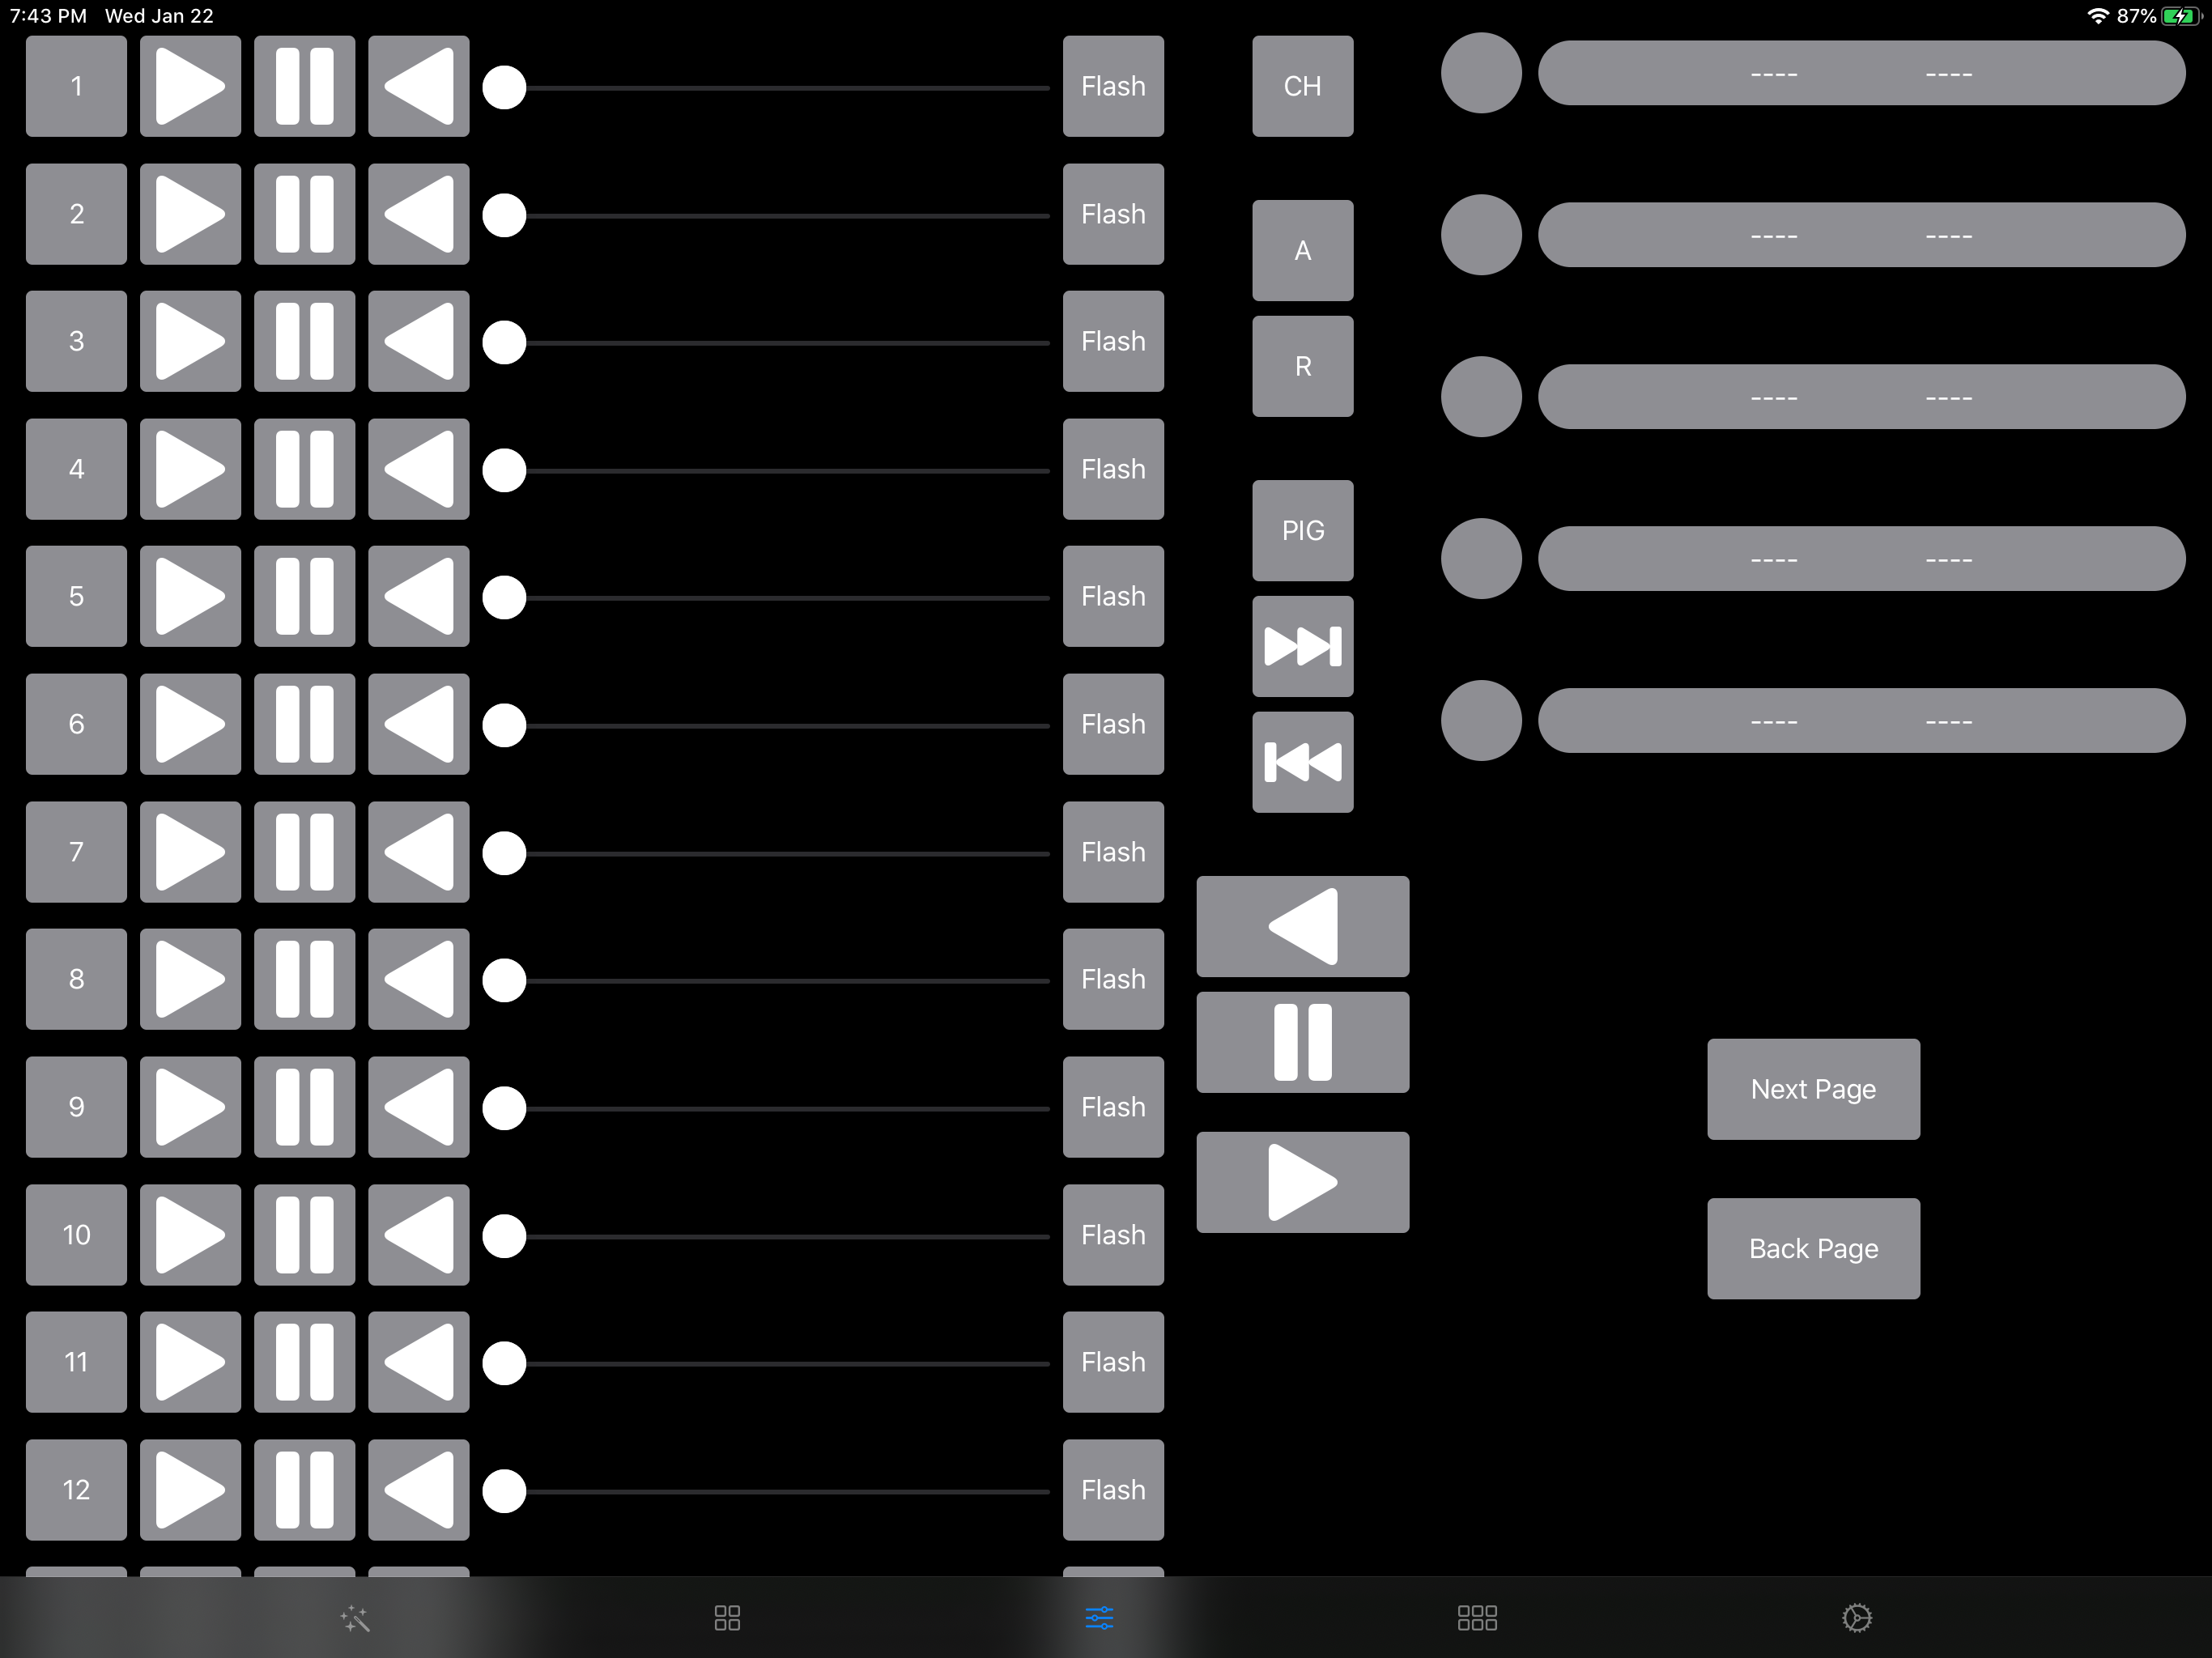 7:43 PM Wed Jan 22 87%
1 Flash CH ---- ----
2 Flash A ---- ----
3 Flash R ---- ----
4 Flash PIG ---- ----
5 Flash
6 Flash ---- ----
7 Flash
8 Flash
9 Flash Next Page
10 Flash Back Page
11 Flash
12 Flash